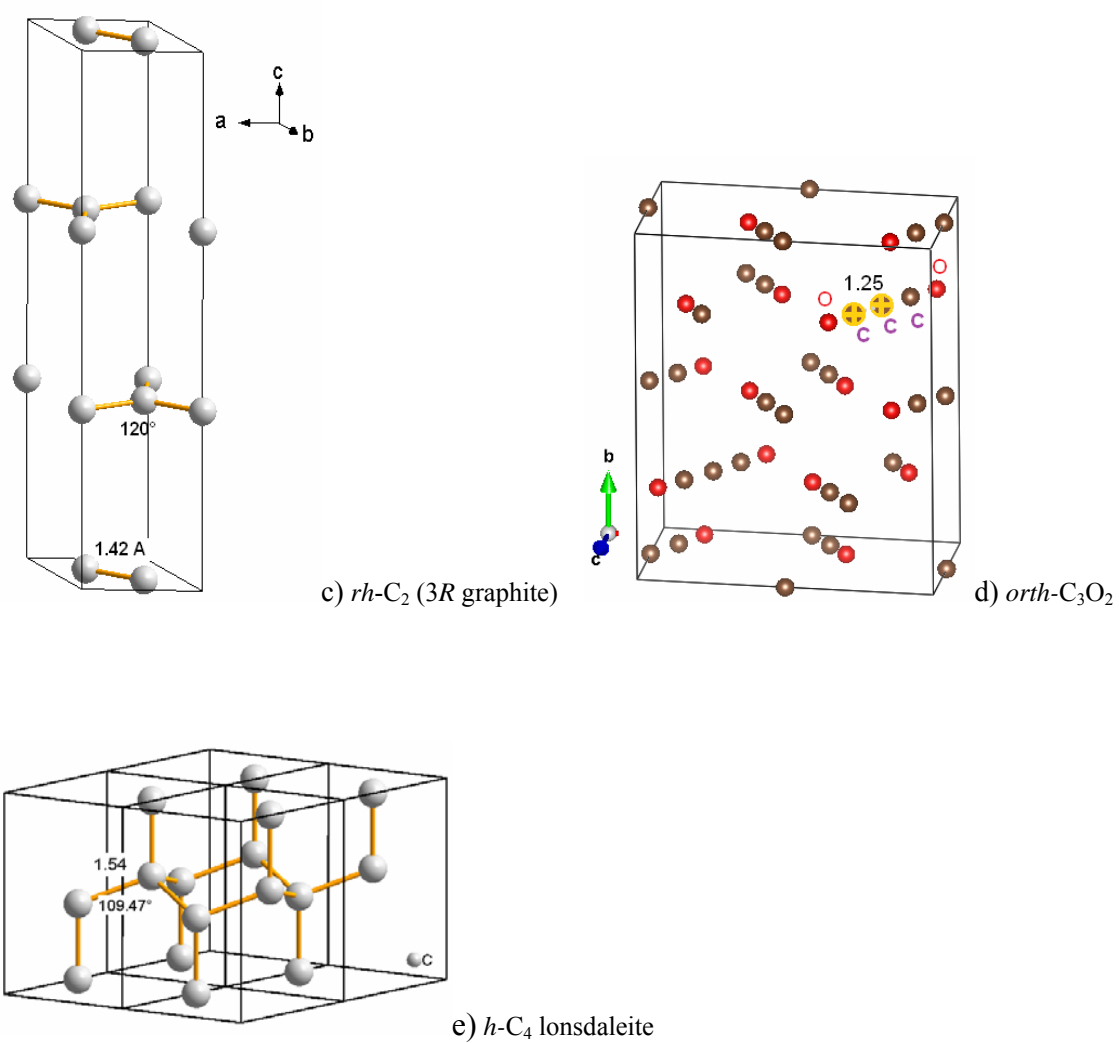 c
a
b
120°
1.42 A
c) rh-C₂ (3R graphite)
1.25
O
O
C
C
C
b
c
d) orth-C₃O₂
1.54
109.47°
C
e) h-C₄ lonsdaleite